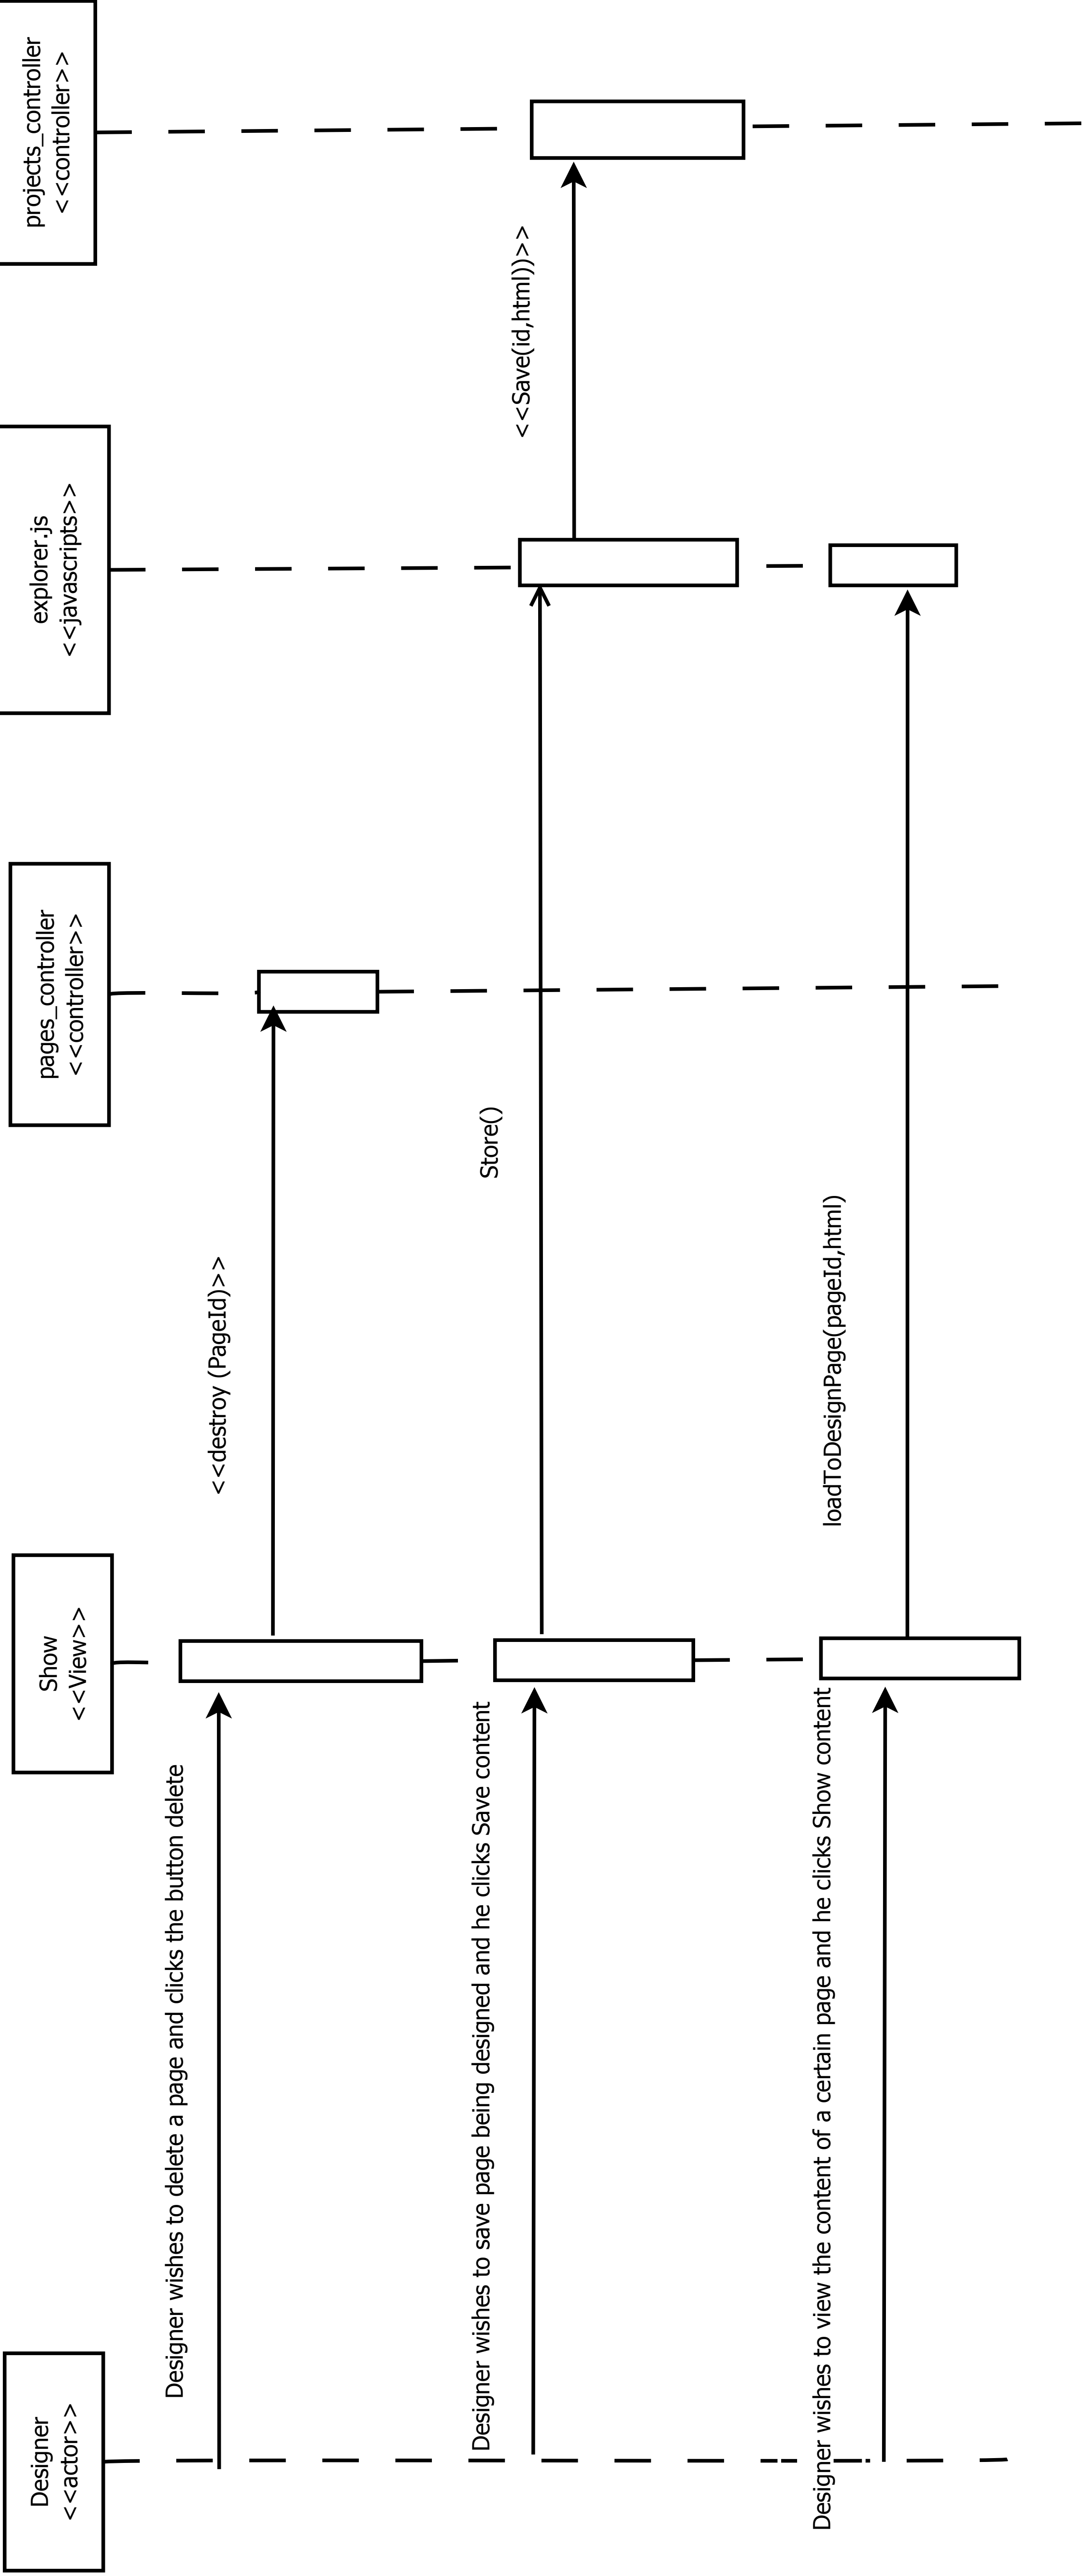 Designer
<<actor>>
Show
<<View>>
pages_controller
<<controller>>
explorer.js
<<javascripts>>
projects_controller
<<controller>>
Designer wishes to delete a page and clicks the button delete
<<destroy (PageId)>>
Designer wishes to save page being designed and he clicks Save content
Store()
<<Save(id,html))>>
Designer wishes to view the content of a certain page and he clicks Show content
loadToDesignPage(pageId,html)